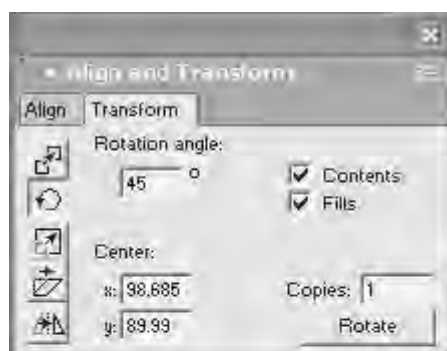 Align and Transform
Align Transform
Rotation angle:
45 °
Contents
Fills
Center:
x: 98.685
Copies: 1
y: 89.99
Rotate